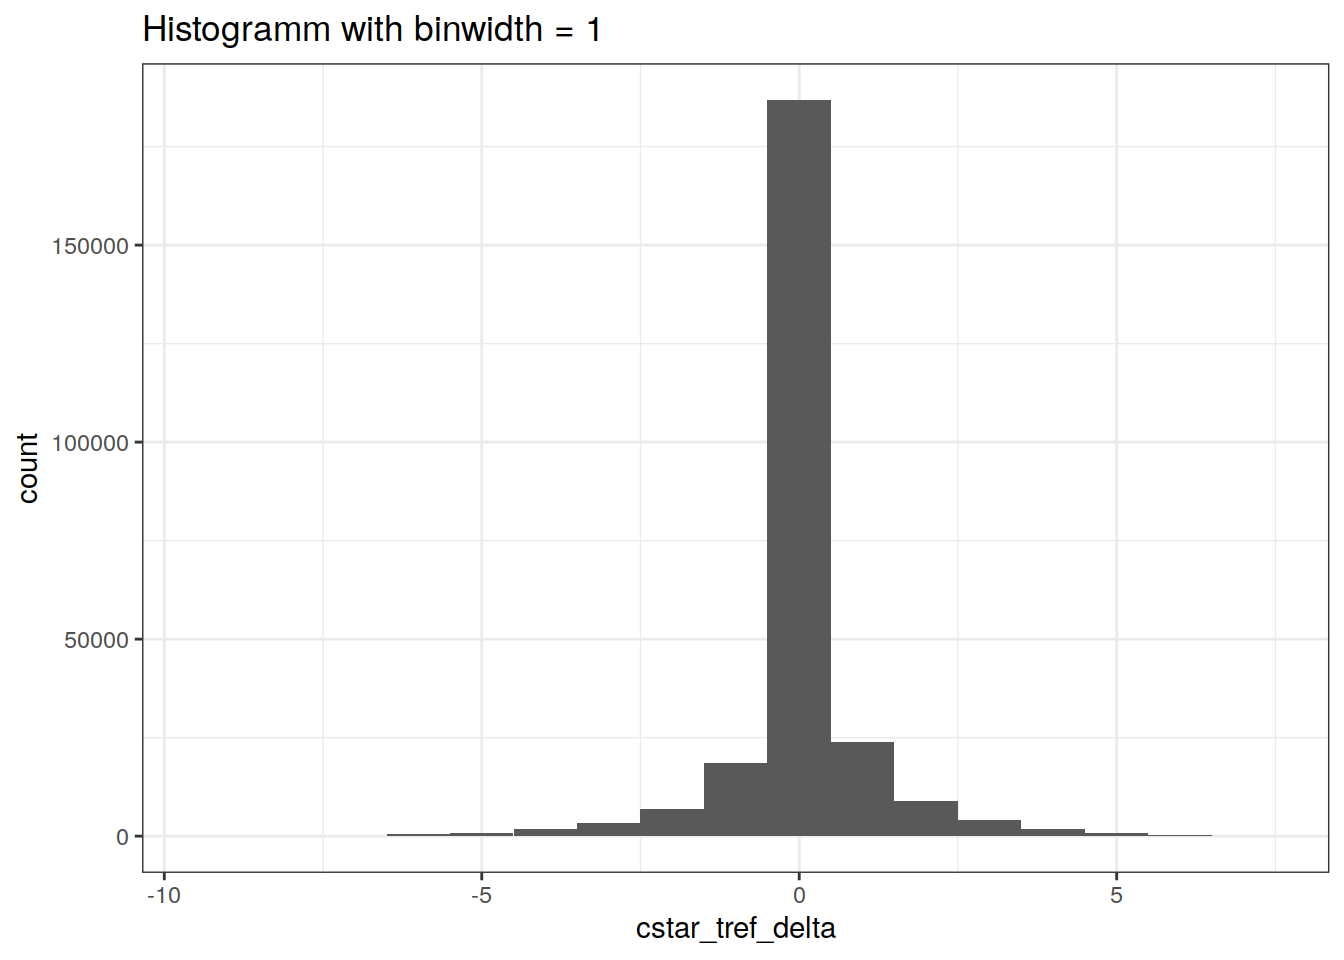 Histogramm with binwidth = 1
count
150000
100000
50000
0
-10
-5
0
5
cstar_tref_delta